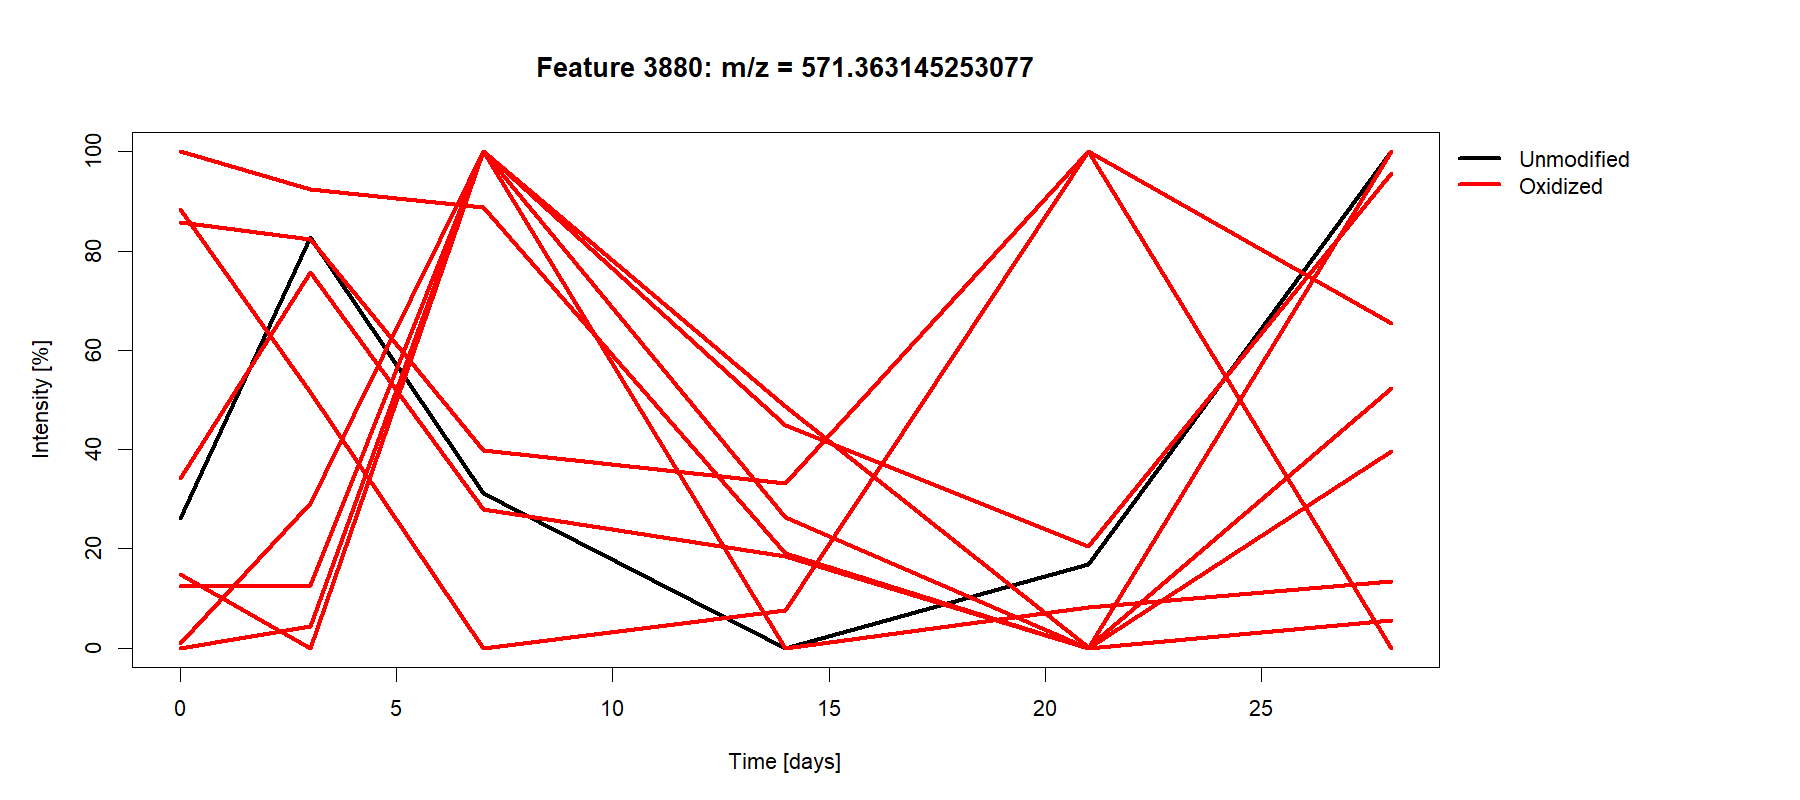 Feature 3880: m/z = 571.363145253077
Unmodified
Oxidized
Intensity [%]
100
80
60
40
20
0
0 5 10 15 20 25
Time [days]